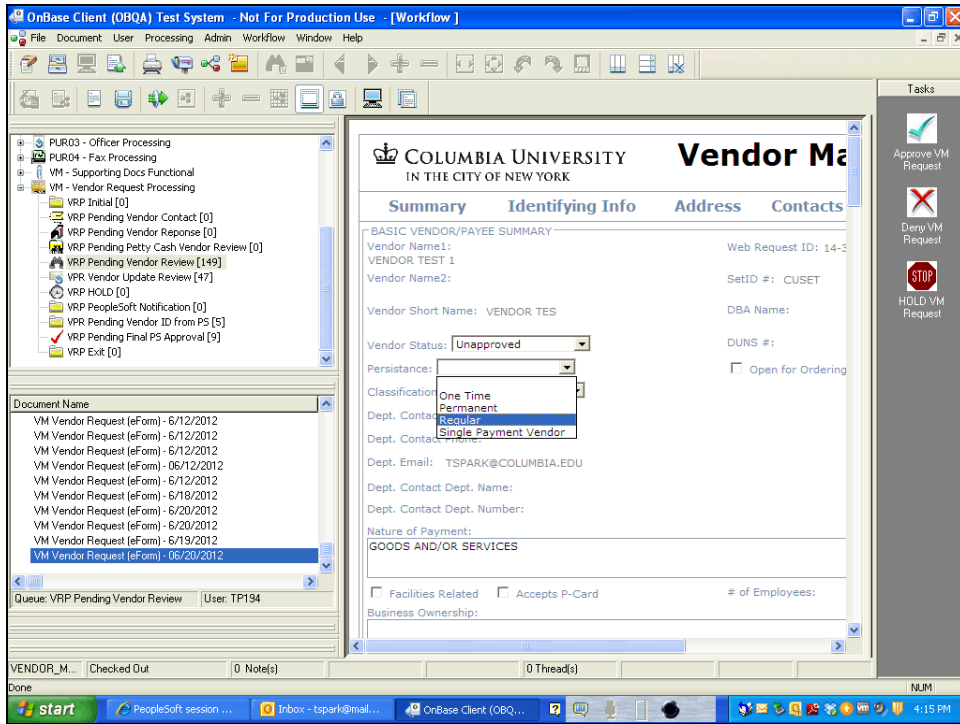 OnBase Client (OBQA) Test System - Not For Production Use - [Workflow ]
File Document User Processing Admin Workflow Window Help
Tasks
Approve VM
Request
Deny VM
Request
STOP
HOLD VM
Request
PUR03 - Officer Processing
PUR04 - Fax Processing
VM - Supporting Docs Functional
VM - Vendor Request Processing
VRP Initial [0]
VRP Pending Vendor Contact [0]
VRP Pending Vendor Reponse [0]
VRP Pending Petty Cash Vendor Review [0]
VRP Pending Vendor Review [149]
VPR Vendor Update Review [47]
VRP HOLD [0]
VRP PeopleSoft Notification [0]
VPR Pending Vendor ID from PS [5]
VRP Pending Final PS Approval [9]
VRP Exit [0]
Document Name
VM Vendor Request (eForm) - 6/12/2012
VM Vendor Request (eForm) - 6/12/2012
VM Vendor Request (eForm) - 6/12/2012
VM Vendor Request (eForm) - 06/12/2012
VM Vendor Request (eForm) - 6/12/2012
VM Vendor Request (eForm) - 6/18/2012
VM Vendor Request (eForm) - 6/20/2012
VM Vendor Request (eForm) - 6/20/2012
VM Vendor Request (eForm) - 6/19/2012
VM Vendor Request (eForm) - 06/20/2012
Queue: VRP Pending Vendor Review User: TP194
COLUMBIA UNIVERSITY
IN THE CITY OF NEW YORK
Vendor Ma
Summary Identifying Info Address Contacts
BASIC VENDOR/PAYEE SUMMARY
Vendor Name1:
VENDOR TEST 1
Web Request ID: 14-3
Vendor Name2:
SetID #: CUSET
Vendor Short Name: VENDOR TES
DBA Name:
Vendor Status: Unapproved
DUNS #:
Persistance:
Open for Ordering
Classification
One Time
Permanent
Regular
Single Payment Vendor
Dept. Contac
Dept. Contact Phone:
Dept. Email: TSPARK@COLUMBIA.EDU
Dept. Contact Dept. Name:
Dept. Contact Dept. Number:
Nature of Payment:
GOODS AND/OR SERVICES
Facilities Related Accepts P-Card # of Employees:
Business Ownership:
VENDOR_M... Checked Out 0 Note(s) 0 Thread(s)
Done NUM
start PeopleSoft session ... Inbox - tspark@mail... OnBase Client (OBQ... 4:15 PM